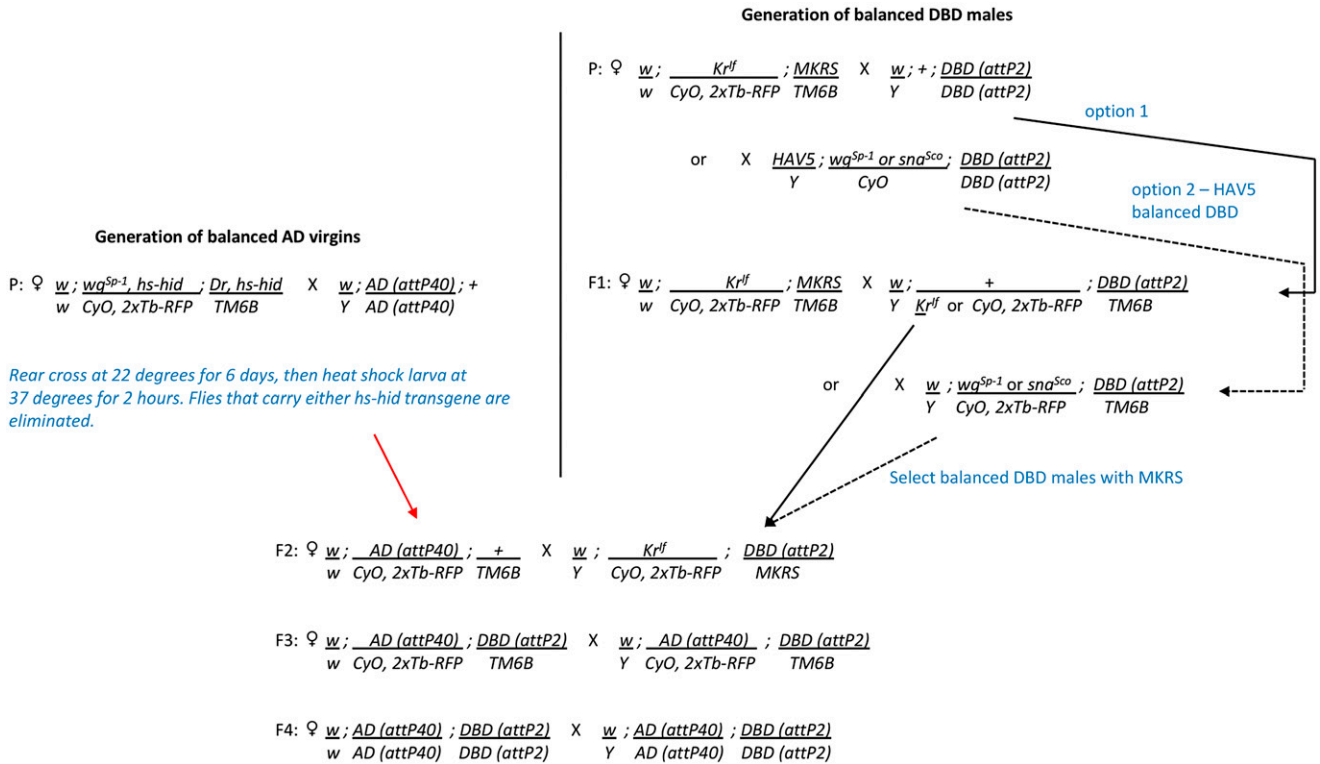 Generation of balanced DBD males
P: ♀ w ; Kr^If ; MKRS X w ; + ; DBD (attP2)
w CyO, 2xTb-RFP TM6B Y DBD (attP2)
option 1
or X HAV5 ; wg^Sp-1 or sna^Sco ; DBD (attP2)
Y CyO DBD (attP2)
option 2 – HAV5
balanced DBD
Generation of balanced AD virgins
P: ♀ w ; wg^Sp-1, hs-hid ; Dr, hs-hid X w ; AD (attP40) ; +
w CyO, 2xTb-RFP TM6B Y AD (attP40)
F1: ♀ w ; Kr^If ; MKRS X w ; + ; DBD (attP2)
w CyO, 2xTb-RFP TM6B Y Kr^If or CyO, 2xTb-RFP TM6B
Rear cross at 22 degrees for 6 days, then heat shock larva at
37 degrees for 2 hours. Flies that carry either hs-hid transgene are
eliminated.
or X w ; wg^Sp-1 or sna^Sco ; DBD (attP2)
Y CyO, 2xTb-RFP TM6B
Select balanced DBD males with MKRS
F2: ♀ w ; AD (attP40) ; + X w ; Kr^If ; DBD (attP2)
w CyO, 2xTb-RFP TM6B Y CyO, 2xTb-RFP MKRS
F3: ♀ w ; AD (attP40) ; DBD (attP2) X w ; AD (attP40) ; DBD (attP2)
w CyO, 2xTb-RFP TM6B Y CyO, 2xTb-RFP TM6B
F4: ♀ w ; AD (attP40) ; DBD (attP2) X w ; AD (attP40) ; DBD (attP2)
w AD (attP40) DBD (attP2) Y AD (attP40) DBD (attP2)